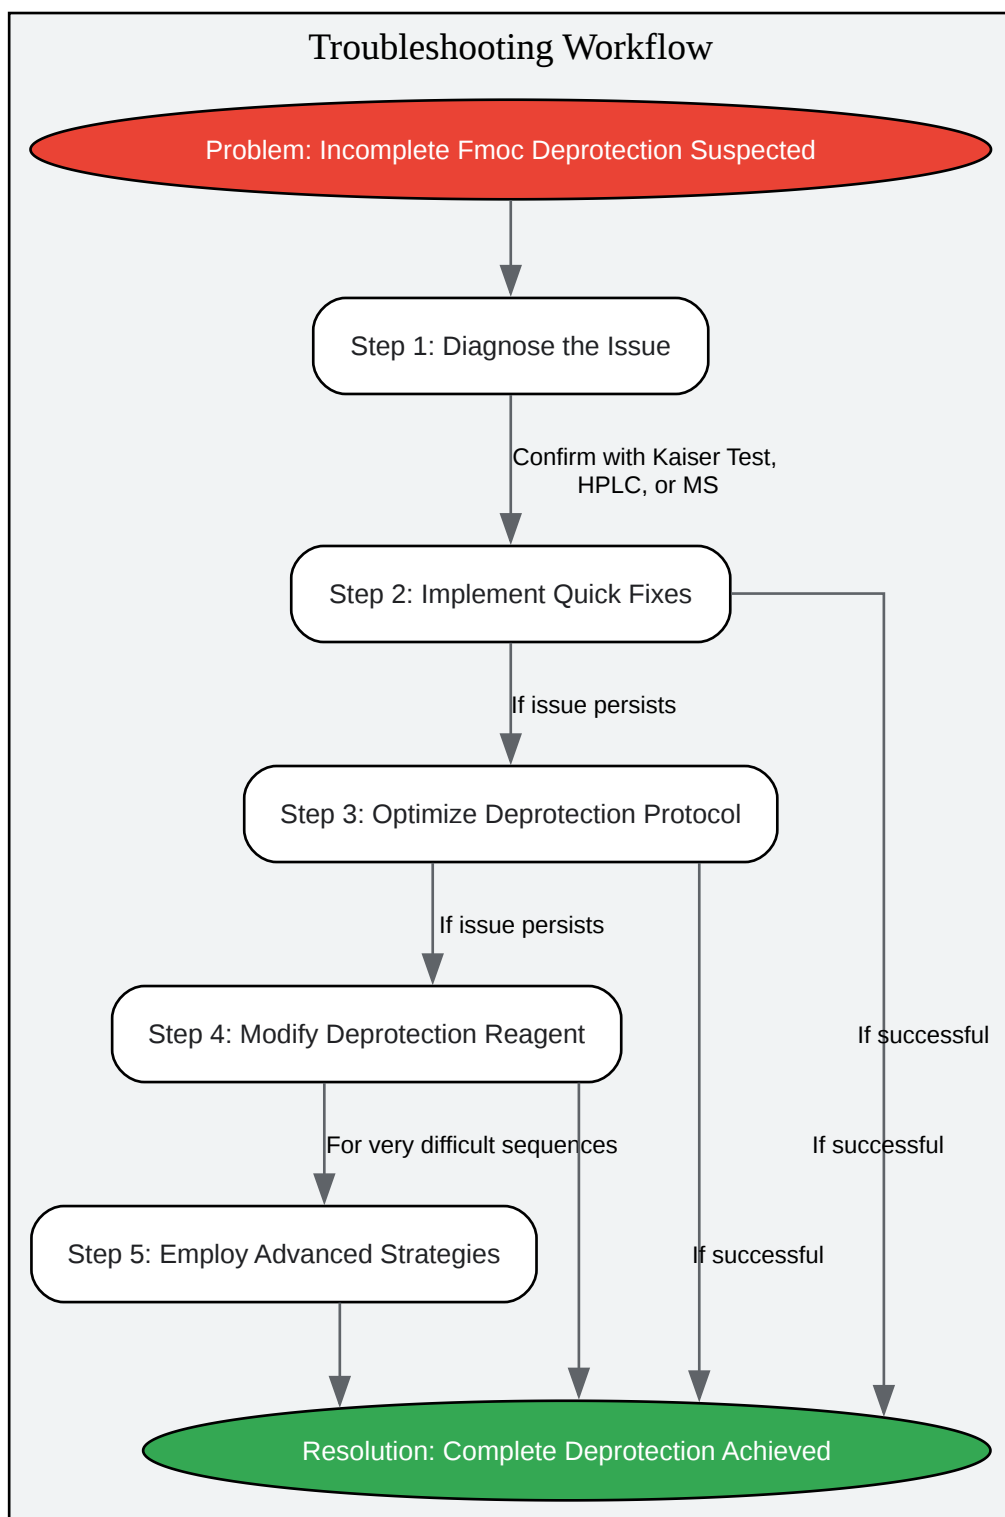 Troubleshooting Workflow
Problem: Incomplete Fmoc Deprotection Suspected
Step 1: Diagnose the Issue
Confirm with Kaiser Test,
HPLC, or MS
Step 2: Implement Quick Fixes
If issue persists
Step 3: Optimize Deprotection Protocol
If issue persists
Step 4: Modify Deprotection Reagent
If successful
For very difficult sequences
If successful
Step 5: Employ Advanced Strategies
If successful
Resolution: Complete Deprotection Achieved